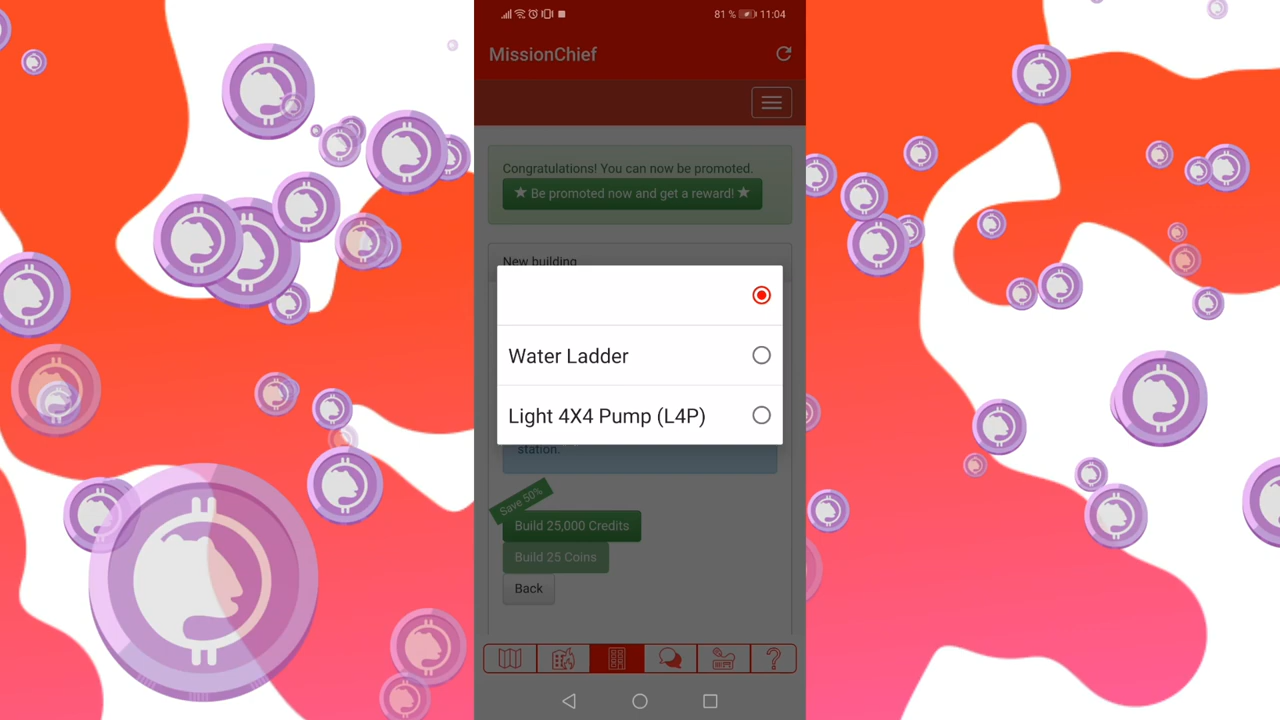 81 % 11:04
MissionChief
Congratulations! You can now be promoted.
★ Be promoted now and get a reward! ★
New building
Water Ladder
Light 4X4 Pump (L4P)
station.
Save 50%
Build 25,000 Credits
Build 25 Coins
Back